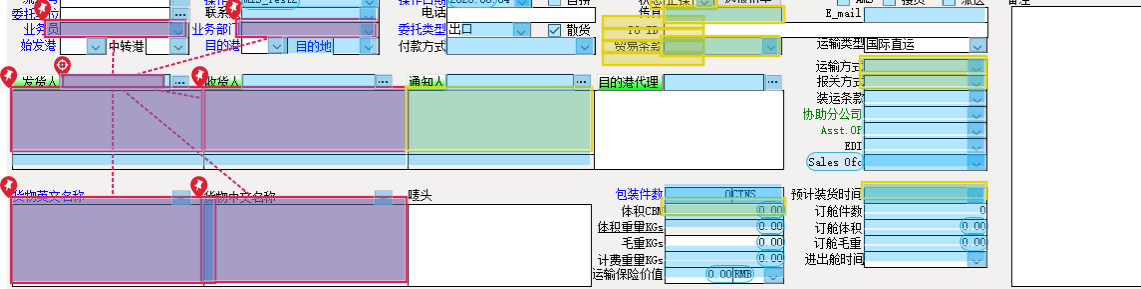 委托单位 联系 电话 传真 E_mail
业务员 业务部门 委托类型 出口 散货 PO ID
始发港 中转港 目的港 目的地 付款方式 贸易条款 运输类型 国际直运
运输方式
发货人 收货人 通知人 目的港代理 报关方式
装运条款
协助分公司
Asst.OP
EDI
Sales Ofc
货物英文名称 货物中文名称 唛头 包装件数 0 CTNS 预计装货时间
体积CBM 0.00 订舱件数 0
体积重量KGs 0.00 订舱体积 0.00
毛重KGs 0.00 订舱毛重 0.00
计费重量KGs 0.00 进出舱时间
运输保险价值 0.00 RMB